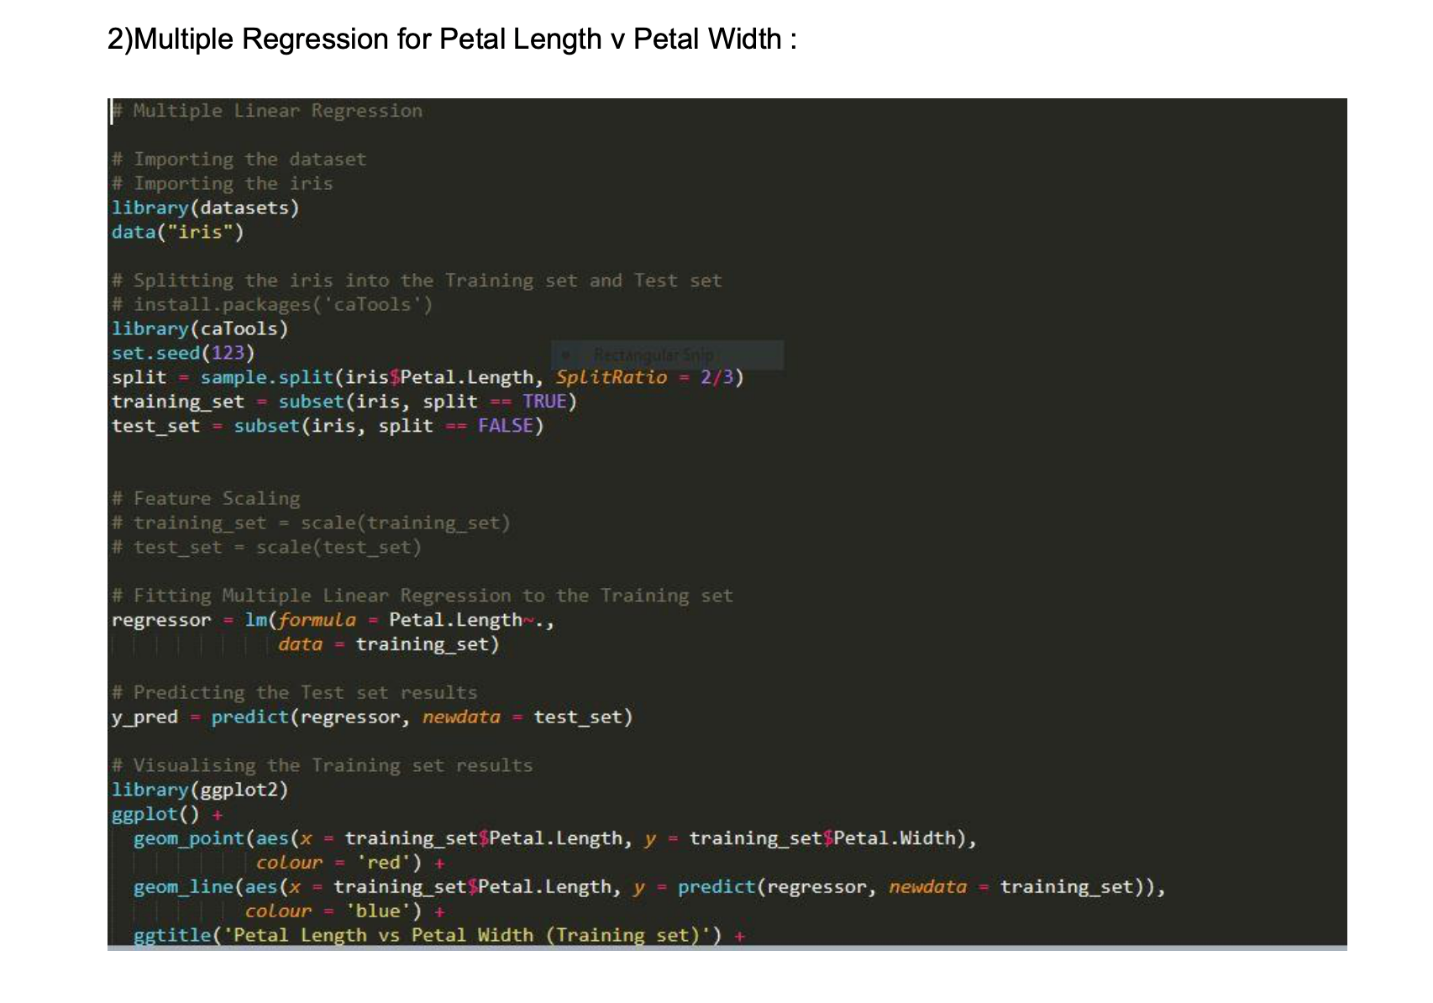 2)Multiple Regression for Petal Length v Petal Width :
# Multiple Linear Regression
# Importing the dataset
# Importing the iris
library(datasets)
data("iris")
# Splitting the iris into the Training set and Test set
# install.packages('caTools')
library(caTools)
set.seed(123)
Rectangular Snip
split = sample.split(iris$Petal.Length, SplitRatio = 2/3)
training_set = subset(iris, split == TRUE)
test_set = subset(iris, split == FALSE)
# Feature Scaling
# training_set = scale(training_set)
# test_set = scale(test_set)
# Fitting Multiple Linear Regression to the Training set
regressor = lm(formula = Petal.Length~.,
data = training_set)
# Predicting the Test set results
y_pred = predict(regressor, newdata = test_set)
# Visualising the Training set results
library(ggplot2)
ggplot() +
geom_point(aes(x = training_set$Petal.Length, y = training_set$Petal.Width),
colour = 'red') +
geom_line(aes(x = training_set$Petal.Length, y = predict(regressor, newdata = training_set)),
colour = 'blue') +
ggtitle('Petal Length vs Petal Width (Training set)') +